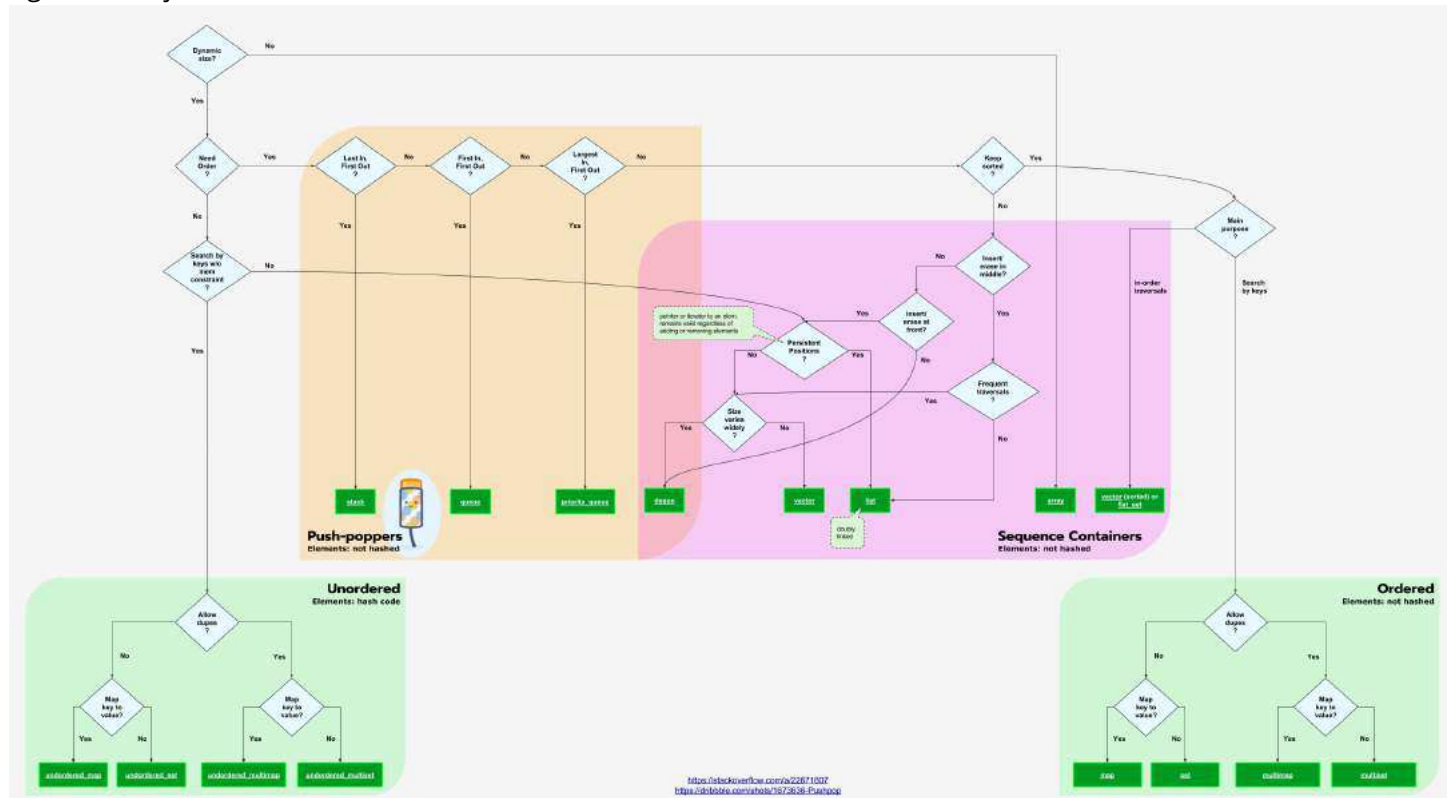 Dynamic
size?
No
Yes
Need
Order
?
Yes
Last In,
First Out
?
No
First In,
First Out
?
No
Largest
In,
First Out
?
No
Keep
sorted
?
Yes
No
Yes
Yes
Yes
No
Main
purpose
?
Search by
keys w/o
mem
constraint
?
No
No
Insert/
erase in
middle?
in-order
traversals
Search
by keys
pointer or iterator to an elem
remains valid regardless of
adding or removing elements
Yes
Insert/
erase at
front?
Yes
Persistent
Positions
?
No
Yes
No
Yes
Frequent
traversals
?
Yes
Size
varies
widely
?
Yes
No
No
stack
queue
priority_queue
deque
vector
list
array
vector (sorted) or
flat_set
doubly
linked
Push-poppers
Elements: not hashed
Sequence Containers
Elements: not hashed
Unordered
Elements: hash code
Ordered
Elements: not hashed
Allow
dupes
?
No
Yes
Map
key to
value?
Map
key to
value?
Yes
No
Yes
No
undordered_map
undordered_set
undordered_multimap
undordered_multiset
Allow
dupes
?
No
Yes
Map
key to
value?
Map
key to
value?
Yes
No
Yes
No
map
set
multimap
multiset
https://stackoverflow.com/a/22671607
https://dribbble.com/shots/1673636-Pushpop